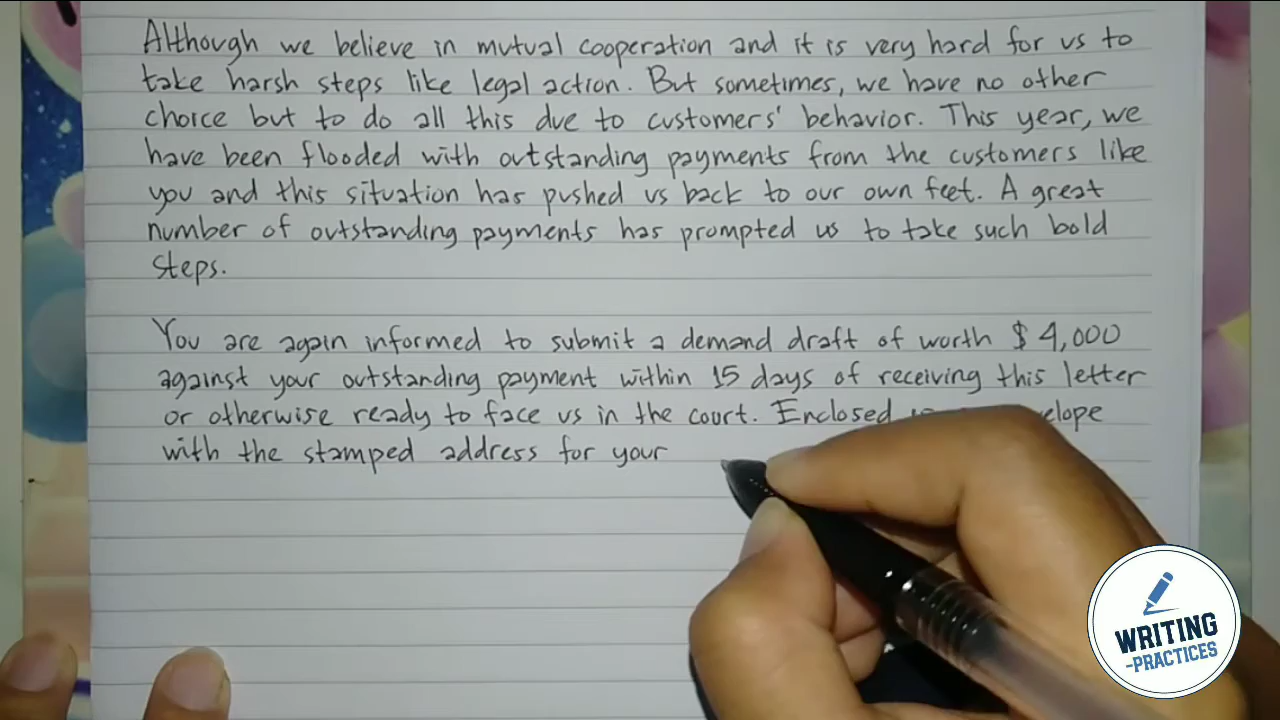 Although we believe in mutual cooperation and it is very hard for us to
take harsh steps like legal action. But sometimes, we have no other
choice but to do all this due to customers' behavior. This year, we
have been flooded with outstanding payments from the customers like
you and this situation has pushed us back to our own feet. A great
number of outstanding payments has prompted us to take such bold
steps.
You are again informed to submit a demand draft of worth $ 4,000
against your outstanding payment within 15 days of receiving this letter
or otherwise ready to face us in the court. Enclosed
with the stamped address for your
WRITING
-PRACTICES